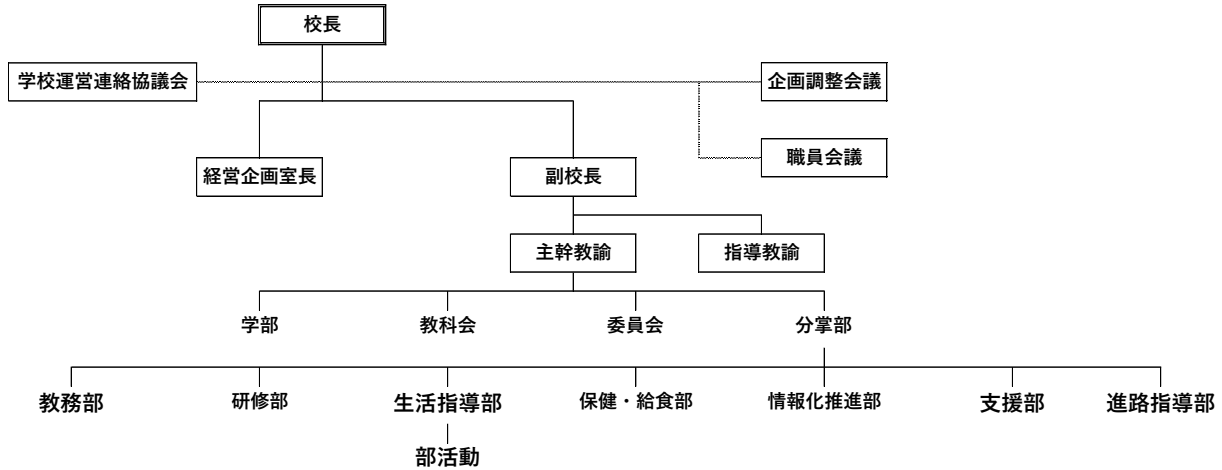 校長
学校運営連絡協議会
企画調整会議
職員会議
経営企画室長
副校長
主幹教諭
指導教諭
学部
教科会
委員会
分掌部
教務部
研修部
生活指導部
保健・給食部
情報化推進部
支援部
進路指導部
部活動